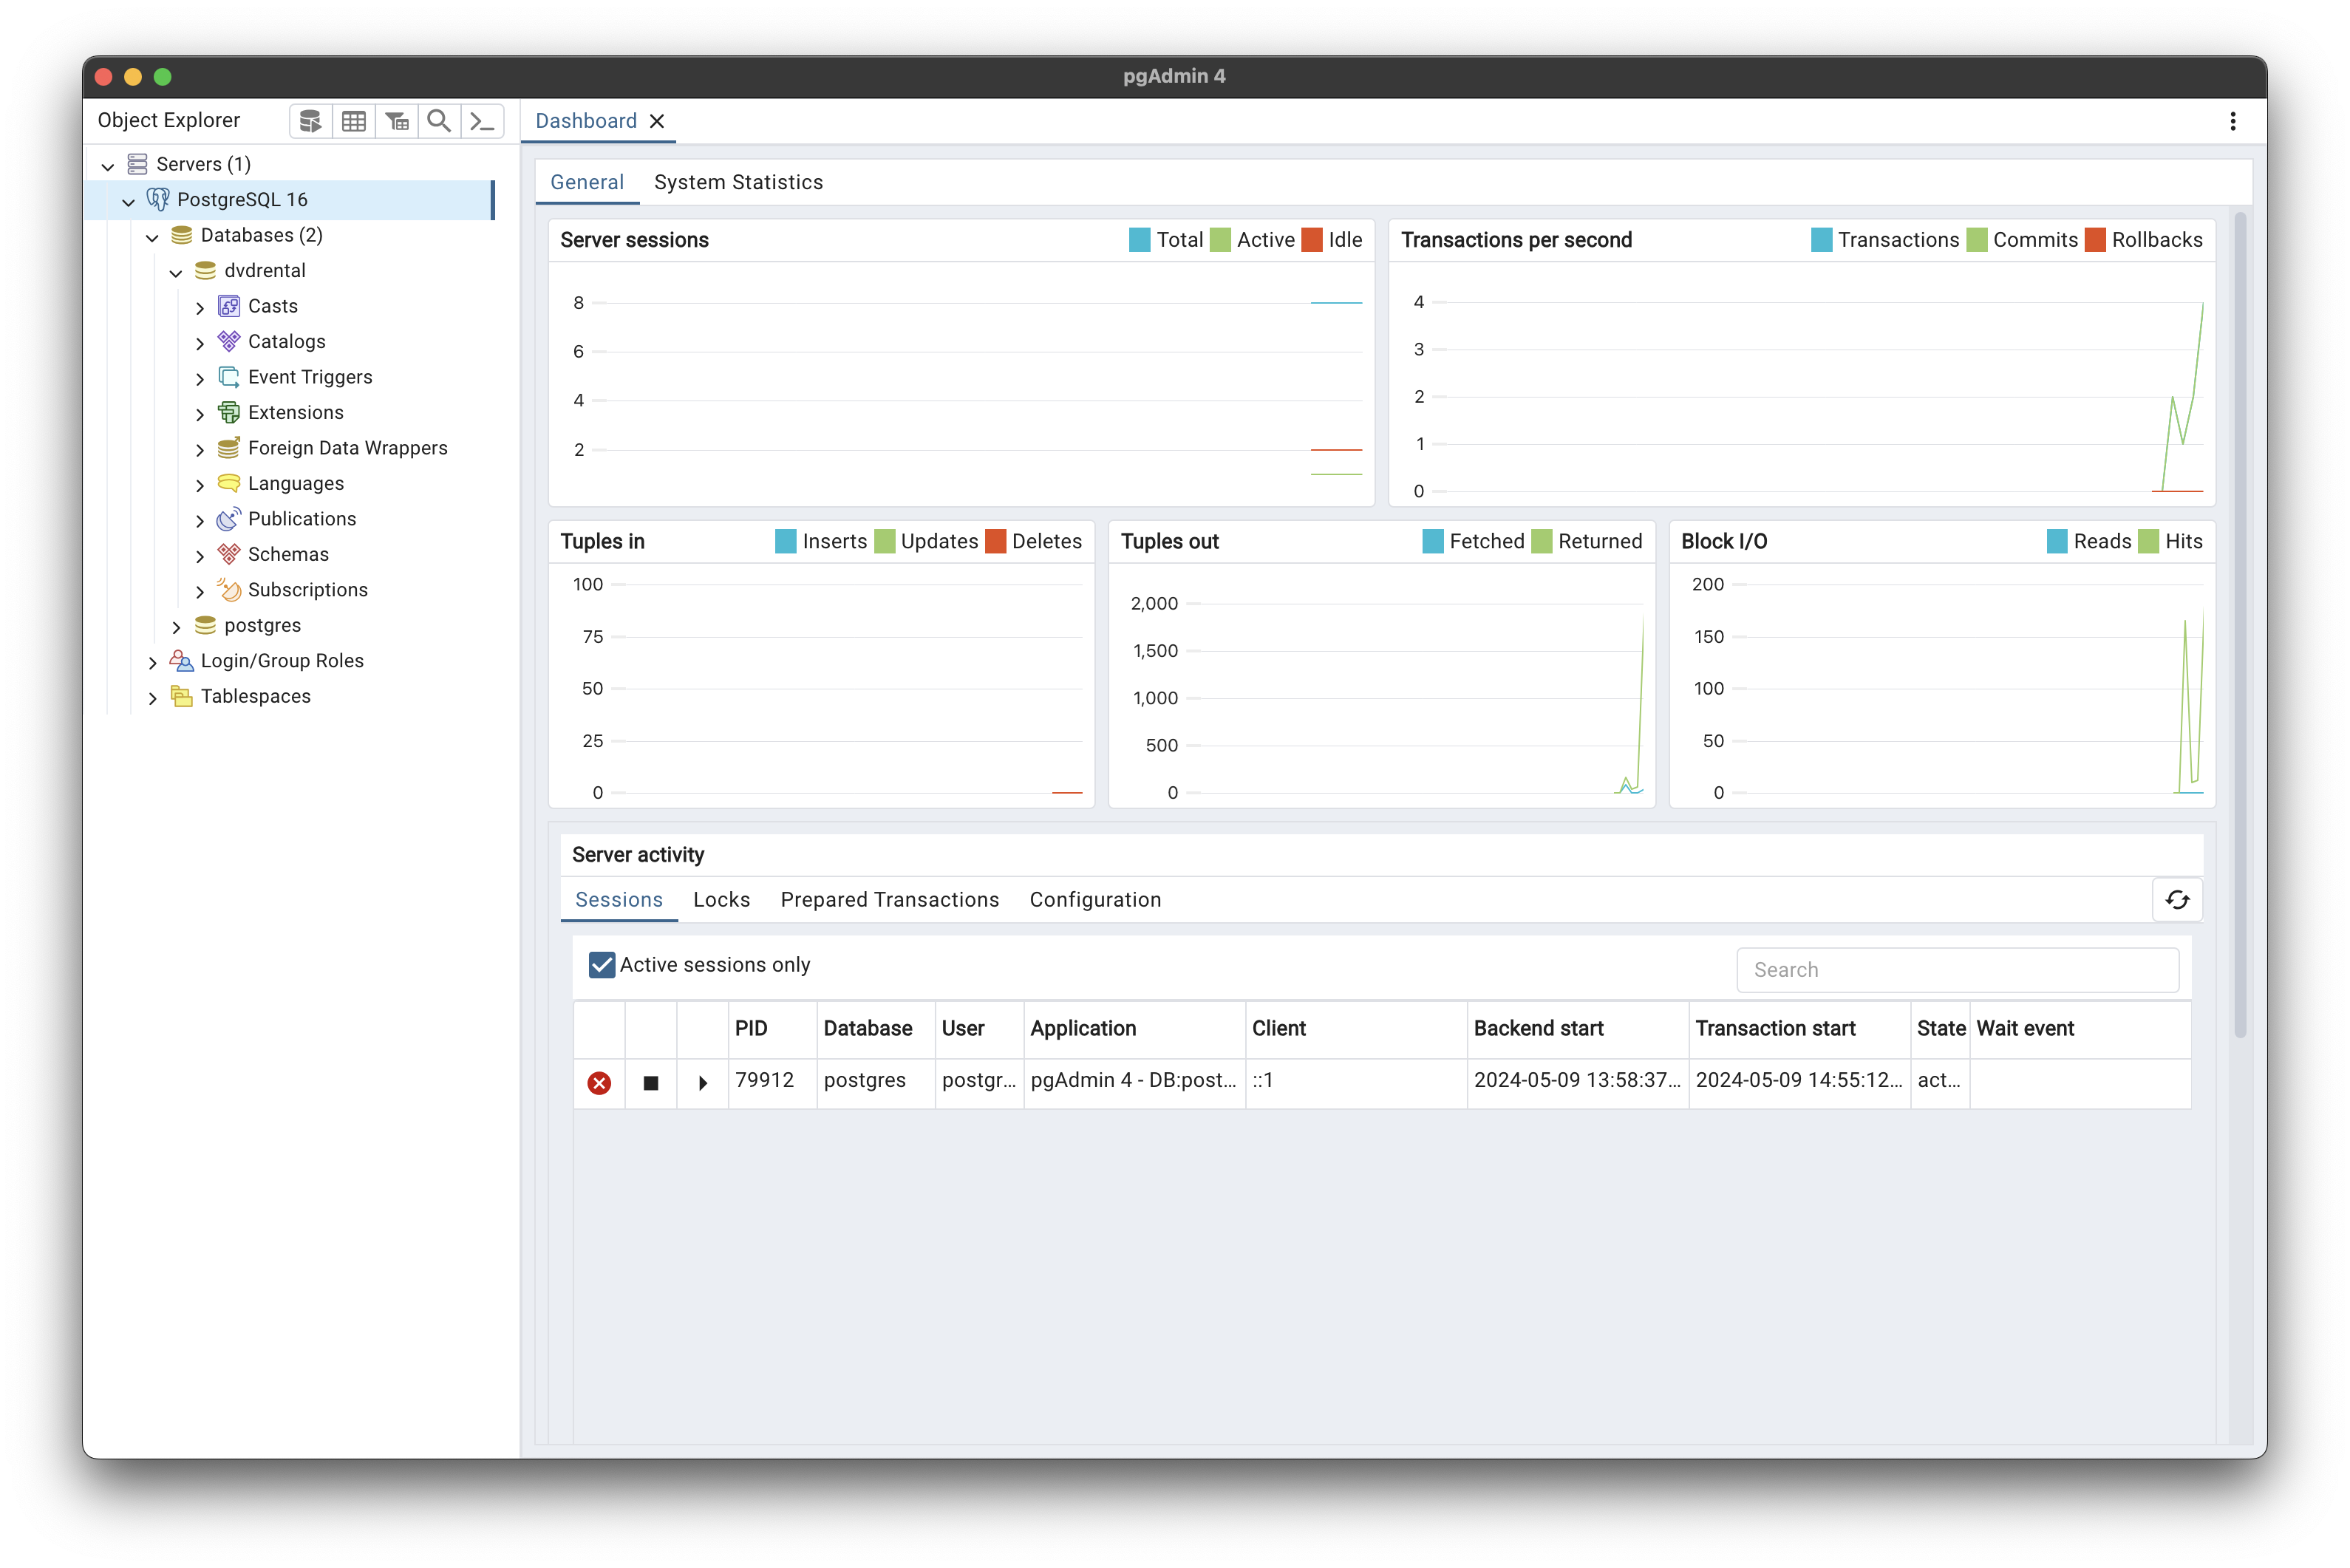 pgAdmin 4
Object Explorer
Servers (1)
PostgreSQL 16
Databases (2)
dvdrental
Casts
Catalogs
Event Triggers
Extensions
Foreign Data Wrappers
Languages
Publications
Schemas
Subscriptions
postgres
Login/Group Roles
Tablespaces
Dashboard
General System Statistics
Server sessions Total Active Idle
8
6
4
2
Transactions per second Transactions Commits Rollbacks
4
3
2
1
0
Tuples in Inserts Updates Deletes
100
75
50
25
0
Tuples out Fetched Returned
2,000
1,500
1,000
500
0
Block I/O Reads Hits
200
150
100
50
0
Server activity
Sessions Locks Prepared Transactions Configuration
Active sessions only
Search
PID Database User Application Client Backend start Transaction start State Wait event
79912 postgres postgr... pgAdmin 4 - DB:post... ::1 2024-05-09 13:58:37... 2024-05-09 14:55:12... act...